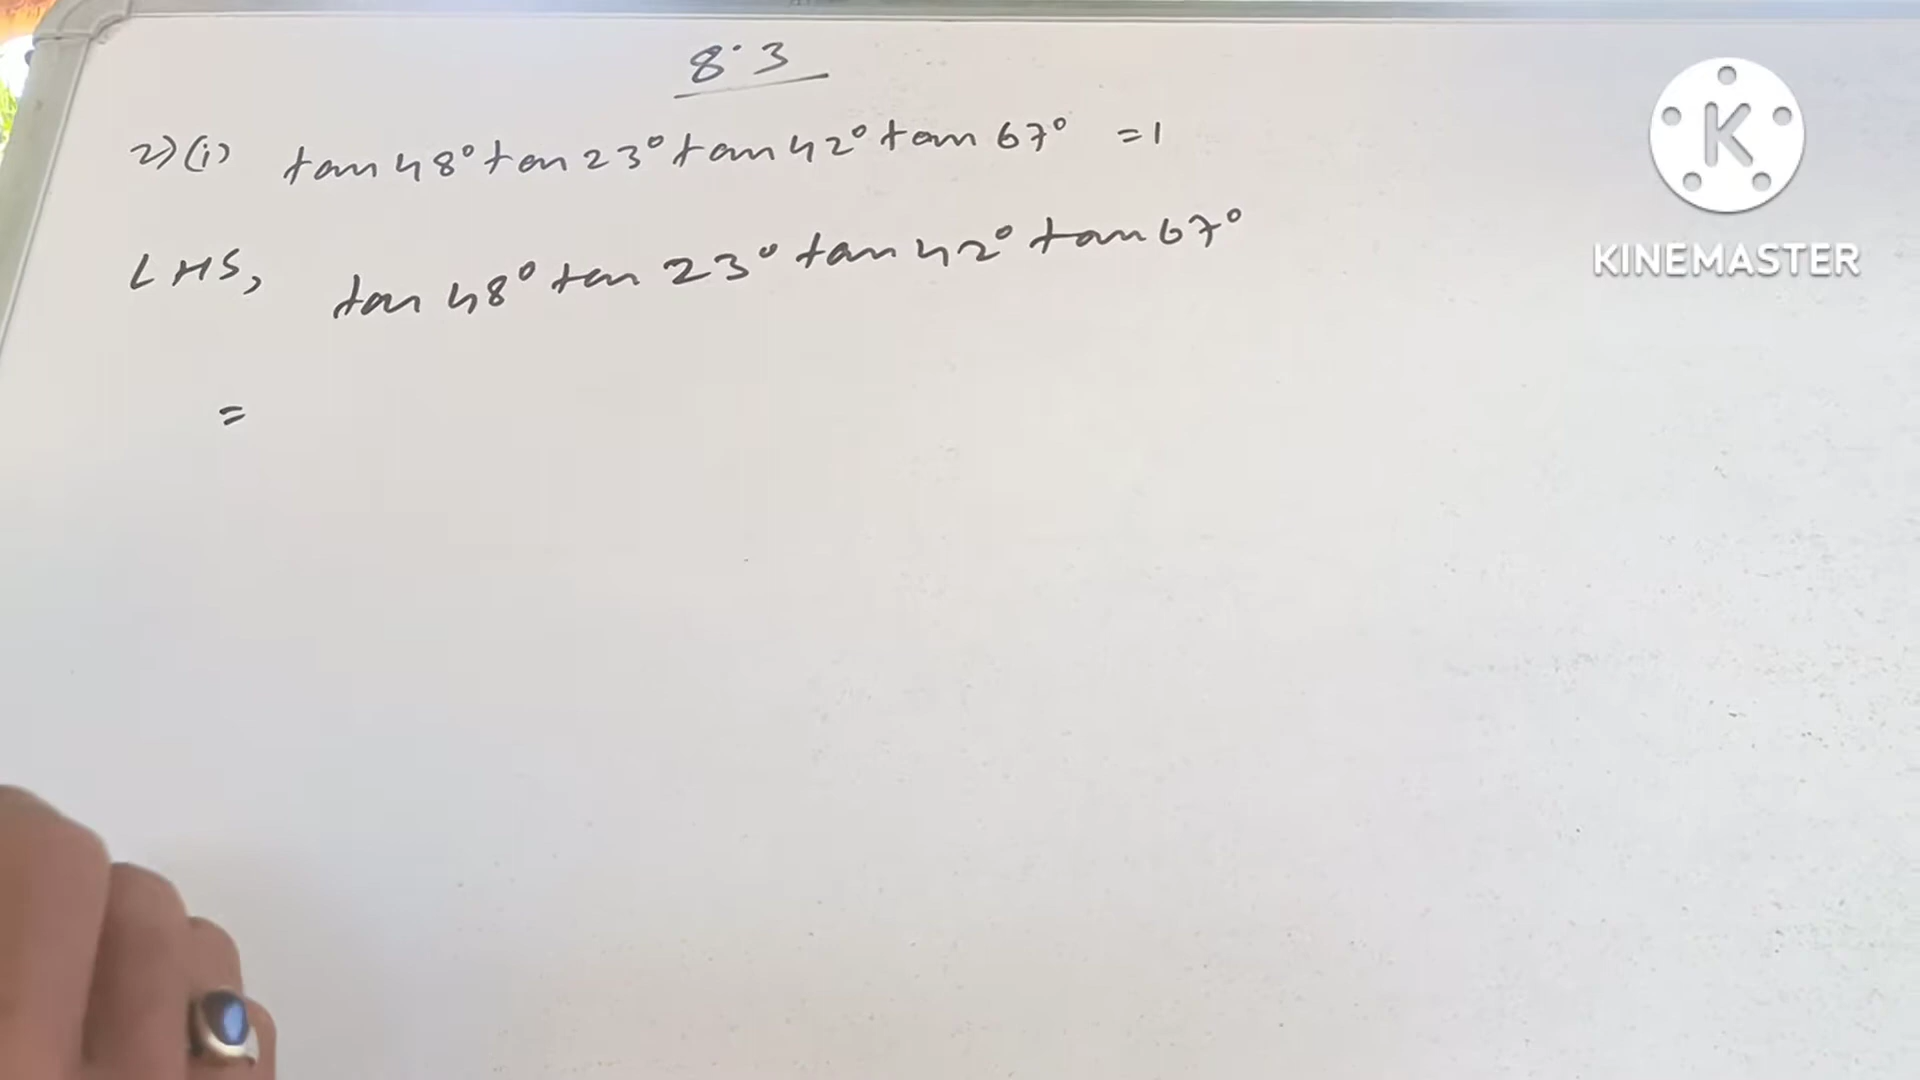 8.3
2) (i) tan 48° tan 23° tan 42° tan 67° = 1
LHS, tan 48° tan 23° tan 42° tan 67°
=
K
KINEMASTER